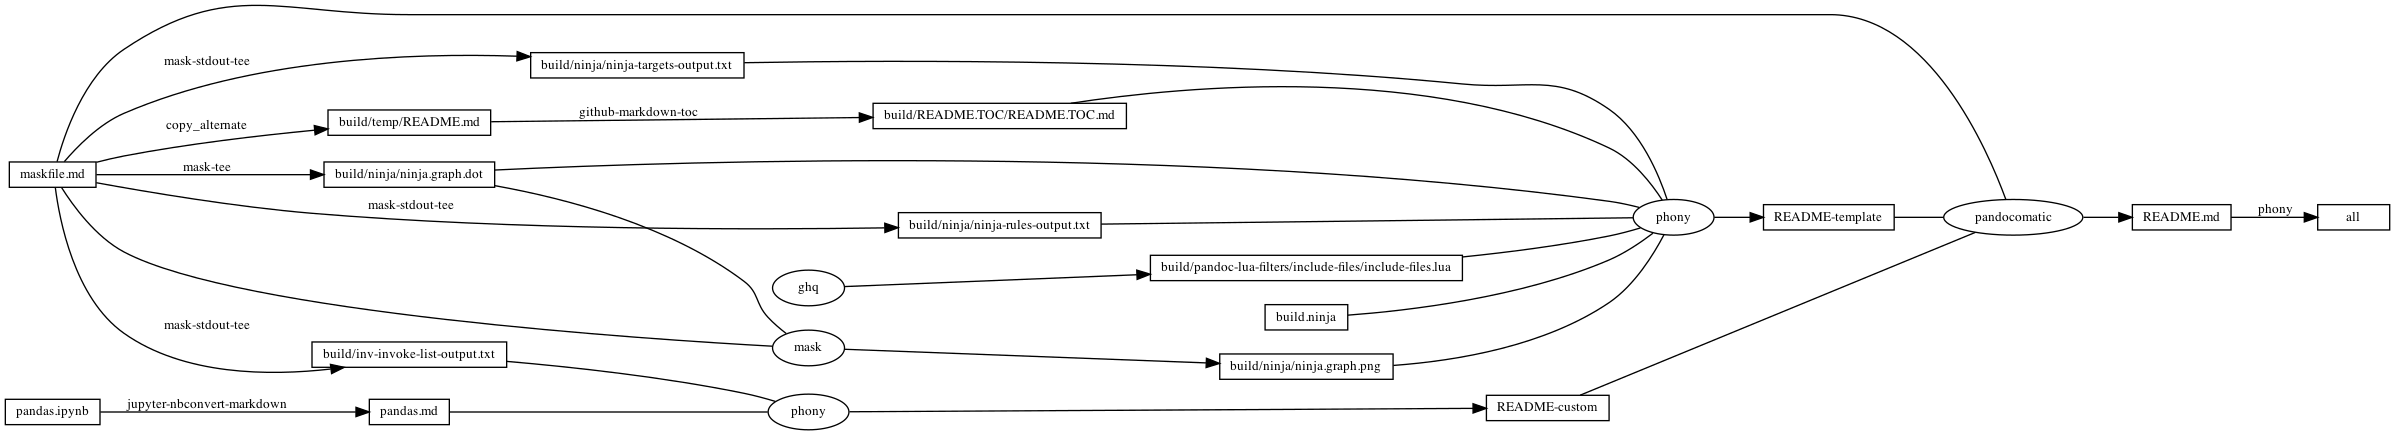 mask-stdout-tee
build/ninja/ninja-targets-output.txt
copy_alternate
build/temp/README.md
github-markdown-toc
build/README.TOC/README.TOC.md
maskfile.md
mask-tee
build/ninja/ninja.graph.dot
mask-stdout-tee
build/ninja/ninja-rules-output.txt
phony
README-template
pandocomatic
README.md
phony
all
build/pandoc-lua-filters/include-files/include-files.lua
ghq
build.ninja
mask-stdout-tee
mask
build/inv-invoke-list-output.txt
build/ninja/ninja.graph.png
pandas.ipynb
jupyter-nbconvert-markdown
pandas.md
phony
README-custom